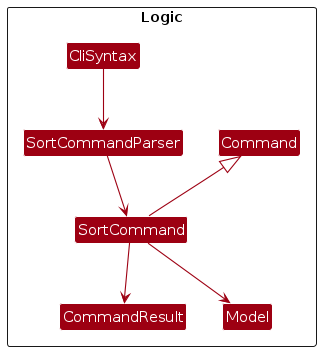 Logic
CliSyntax
SortCommandParser
Command
SortCommand
CommandResult
Model